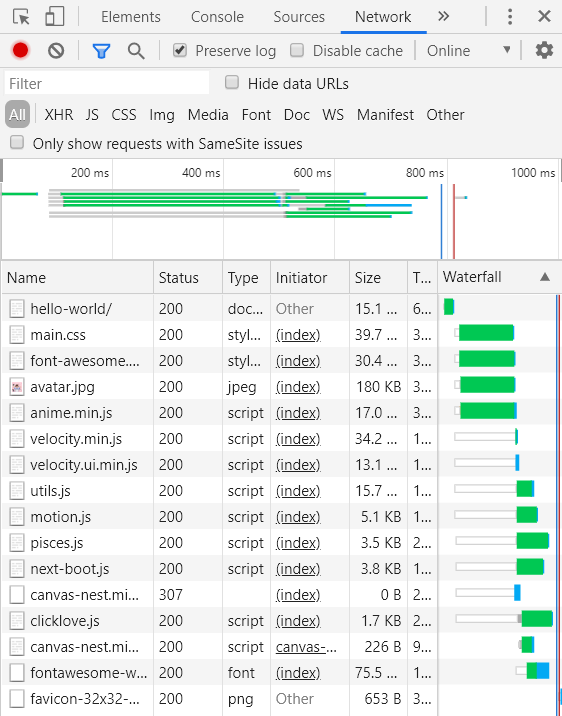 Elements Console Sources Network »
Preserve log Disable cache Online
Filter Hide data URLs
All XHR JS CSS Img Media Font Doc WS Manifest Other
Only show requests with SameSite issues
200 ms 400 ms 600 ms 800 ms 1000 ms
Name Status Type Initiator Size T... Waterfall
hello-world/ 200 doc... Other 15.1 ... 6...
main.css 200 styl... (index) 39.7 ... 3...
font-awesome.... 200 styl... (index) 30.4 ... 3...
avatar.jpg 200 jpeg (index) 180 KB 3...
anime.min.js 200 script (index) 17.0 ... 3...
velocity.min.js 200 script (index) 34.2 ... 1...
velocity.ui.min.js 200 script (index) 13.1 ... 1...
utils.js 200 script (index) 15.7 ... 1...
motion.js 200 script (index) 5.1 KB 1...
pisces.js 200 script (index) 3.5 KB 2...
next-boot.js 200 script (index) 3.8 KB 1...
canvas-nest.mi... 307 (index) 0 B 2...
clicklove.js 200 script (index) 1.7 KB 2...
canvas-nest.mi... 200 script canvas-... 226 B 9...
fontawesome-w... 200 font (index) 75.5 ... 1...
favicon-32x32-... 200 png Other 653 B 3...